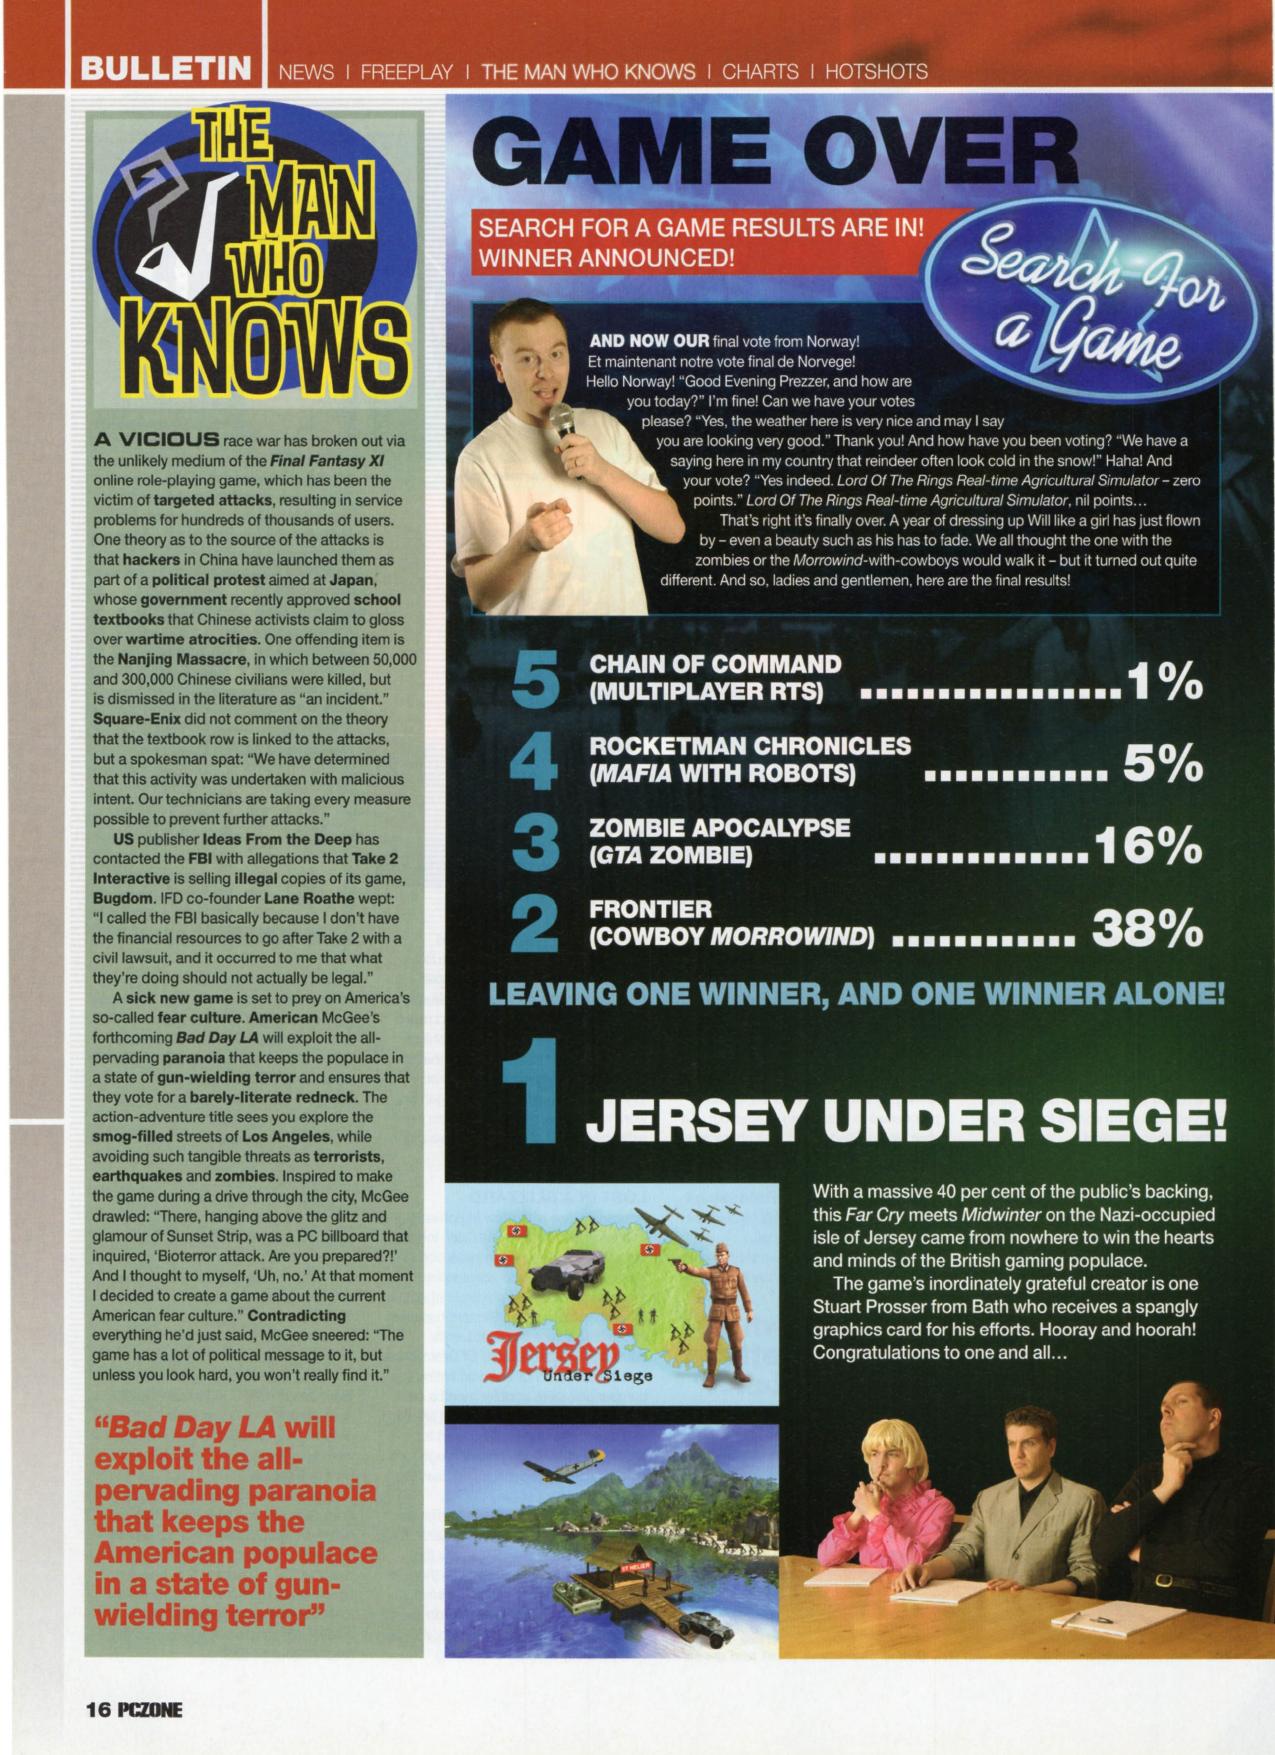 BULLETIN
NEWS | FREEPLAY | THE MAN WHO KNOWS | CHARTS | HOTSHOTS
THE
MAN
WHO
KNOWS
A VICIOUS race war has broken out via
the unlikely medium of the Final Fantasy XI
online role-playing game, which has been the
victim of targeted attacks, resulting in service
problems for hundreds of thousands of users.
One theory as to the source of the attacks is
that hackers in China have launched them as
part of a political protest aimed at Japan,
whose government recently approved school
textbooks that Chinese activists claim to gloss
over wartime atrocities. One offending item is
the Nanjing Massacre, in which between 50,000
and 300,000 Chinese civilians were killed, but
is dismissed in the literature as "an incident."
Square-Enix did not comment on the theory
that the textbook row is linked to the attacks,
but a spokesman spat: "We have determined
that this activity was undertaken with malicious
intent. Our technicians are taking every measure
possible to prevent further attacks."
US publisher Ideas From the Deep has
contacted the FBI with allegations that Take 2
Interactive is selling illegal copies of its game,
Bugdom. IFD co-founder Lane Roathe wept:
"I called the FBI basically because I don't have
the financial resources to go after Take 2 with a
civil lawsuit, and it occurred to me that what
they're doing should not actually be legal."
A sick new game is set to prey on America's
so-called fear culture. American McGee's
forthcoming Bad Day LA will exploit the all-
pervading paranoia that keeps the populace in
a state of gun-wielding terror and ensures that
they vote for a barely-literate redneck. The
action-adventure title sees you explore the
smog-filled streets of Los Angeles, while
avoiding such tangible threats as terrorists,
earthquakes and zombies. Inspired to make
the game during a drive through the city, McGee
drawled: "There, hanging above the glitz and
glamour of Sunset Strip, was a PC billboard that
inquired, 'Bioterror attack. Are you prepared?!'
And I thought to myself, 'Uh, no.' At that moment
I decided to create a game about the current
American fear culture." Contradicting
everything he'd just said, McGee sneered: "The
game has a lot of political message to it, but
unless you look hard, you won't really find it."
"Bad Day LA will
exploit the all-
pervading paranoia
that keeps the
American populace
in a state of gun-
wielding terror"
GAME OVER
SEARCH FOR A GAME RESULTS ARE IN!
WINNER ANNOUNCED!
Search For
a Game
AND NOW OUR final vote from Norway!
Et maintenant notre vote final de Norvege!
Hello Norway! "Good Evening Prezzer, and how are
you today?" I'm fine! Can we have your votes
please? "Yes, the weather here is very nice and may I say
you are looking very good." Thank you! And how have you been voting? "We have a
saying here in my country that reindeer often look cold in the snow!" Haha! And
your vote? "Yes indeed. Lord Of The Rings Real-time Agricultural Simulator – zero
points." Lord Of The Rings Real-time Agricultural Simulator, nil points...
That's right it's finally over. A year of dressing up Will like a girl has just flown
by – even a beauty such as his has to fade. We all thought the one with the
zombies or the Morrowind-with-cowboys would walk it – but it turned out quite
different. And so, ladies and gentlemen, here are the final results!
5 CHAIN OF COMMAND
(MULTIPLAYER RTS) ................ 1%
4 ROCKETMAN CHRONICLES
(MAFIA WITH ROBOTS) ............ 5%
3 ZOMBIE APOCALYPSE
(GTA ZOMBIE) .............. 16%
2 FRONTIER
(COWBOY MORROWIND) ............ 38%
LEAVING ONE WINNER, AND ONE WINNER ALONE!
1 JERSEY UNDER SIEGE!
With a massive 40 per cent of the public's backing,
this Far Cry meets Midwinter on the Nazi-occupied
isle of Jersey came from nowhere to win the hearts
and minds of the British gaming populace.
The game's inordinately grateful creator is one
Stuart Prosser from Bath who receives a spangly
graphics card for his efforts. Hooray and hoorah!
Congratulations to one and all...
Jersey
Under Siege
ST HELIER
16 PCZONE